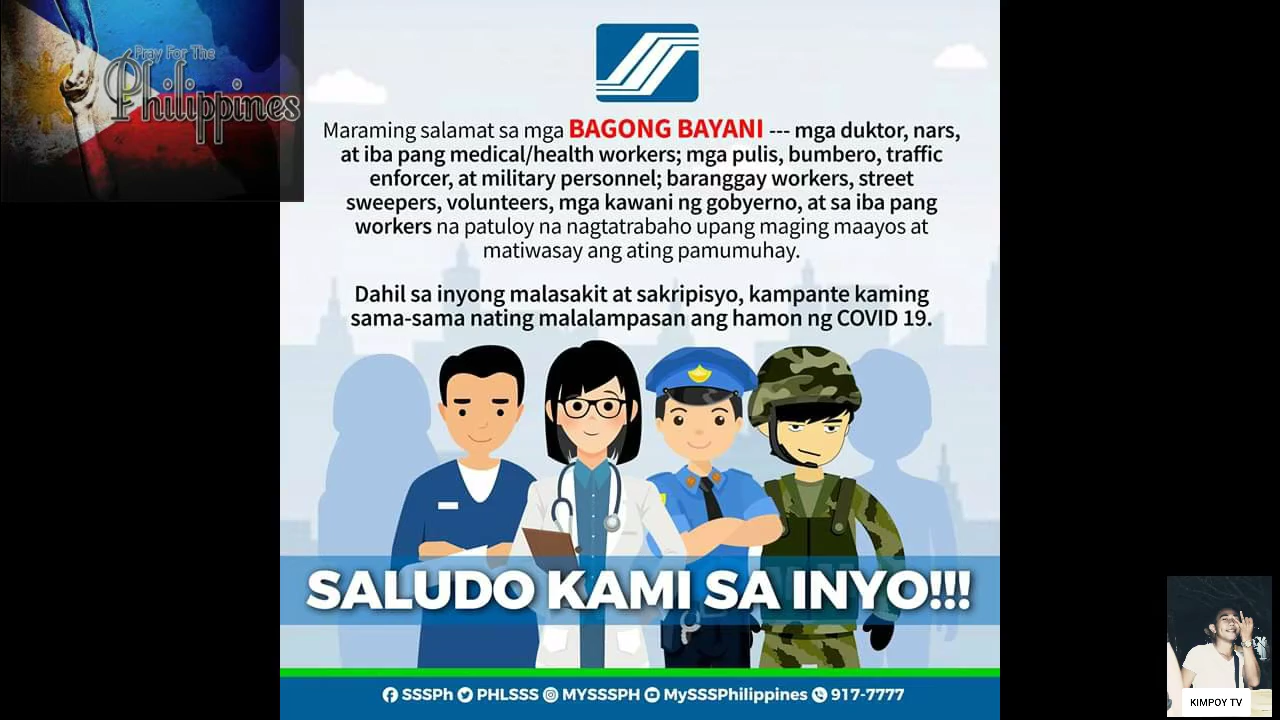 Pray For The
Philippines
Maraming salamat sa mga BAGONG BAYANI --- mga duktor, nars,
at iba pang medical/health workers; mga pulis, bumbero, traffic
enforcer, at military personnel; baranggay workers, street
sweepers, volunteers, mga kawani ng gobyerno, at sa iba pang
workers na patuloy na nagtatrabaho upang maging maayos at
matiwasay ang ating pamumuhay.
Dahil sa inyong malasakit at sakripisyo, kampante kaming
sama-sama nating malalampasan ang hamon ng COVID 19.
SALUDO KAMI SA INYO!!!
SSSPh PHLSSS MYSSSPH MySSSPhilippines 917-7777
KIMPOY TV